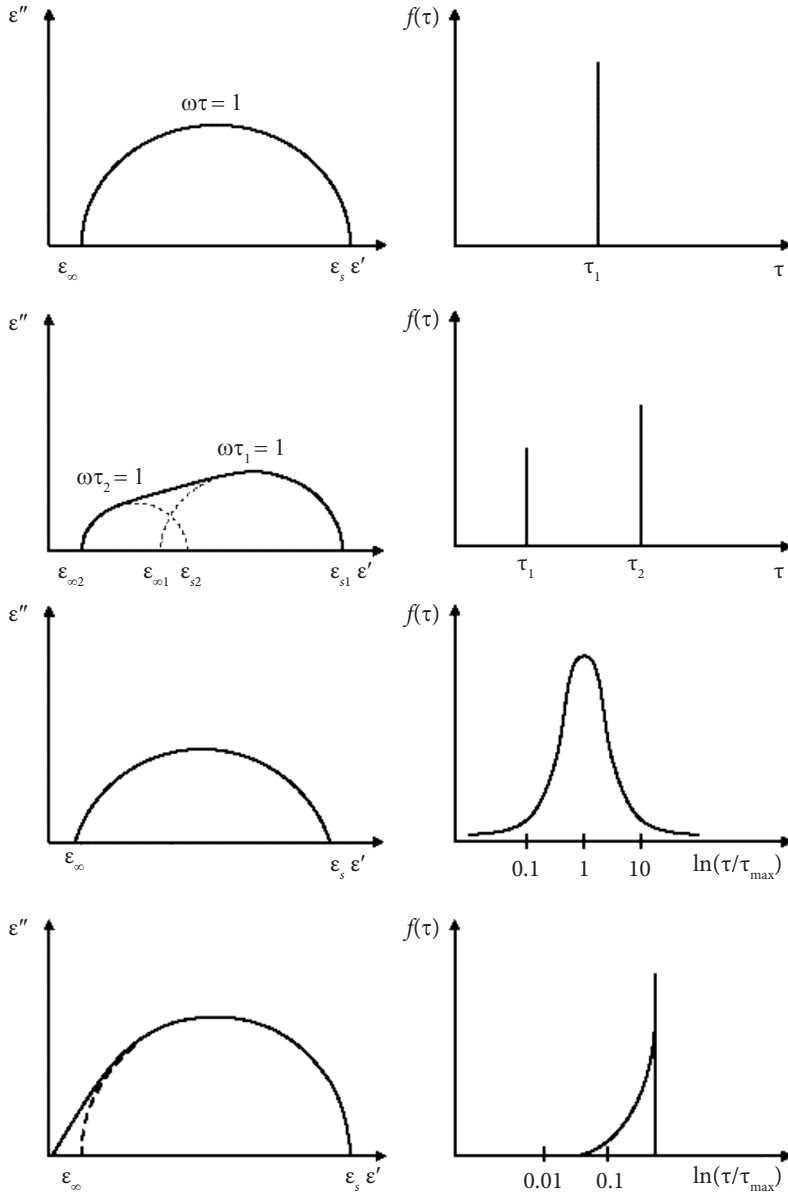 ε″
f(τ)
ωτ = 1
ε∞
εs ε′
τ1
τ
ε″
f(τ)
ωτ2 = 1
ωτ1 = 1
ε∞2
ε∞1
εs2
εs1 ε′
τ1
τ2
τ
ε″
f(τ)
ε∞
εs ε′
0.1
1
10
ln(τ/τmax)
ε″
f(τ)
ε∞
εs ε′
0.01
0.1
ln(τ/τmax)